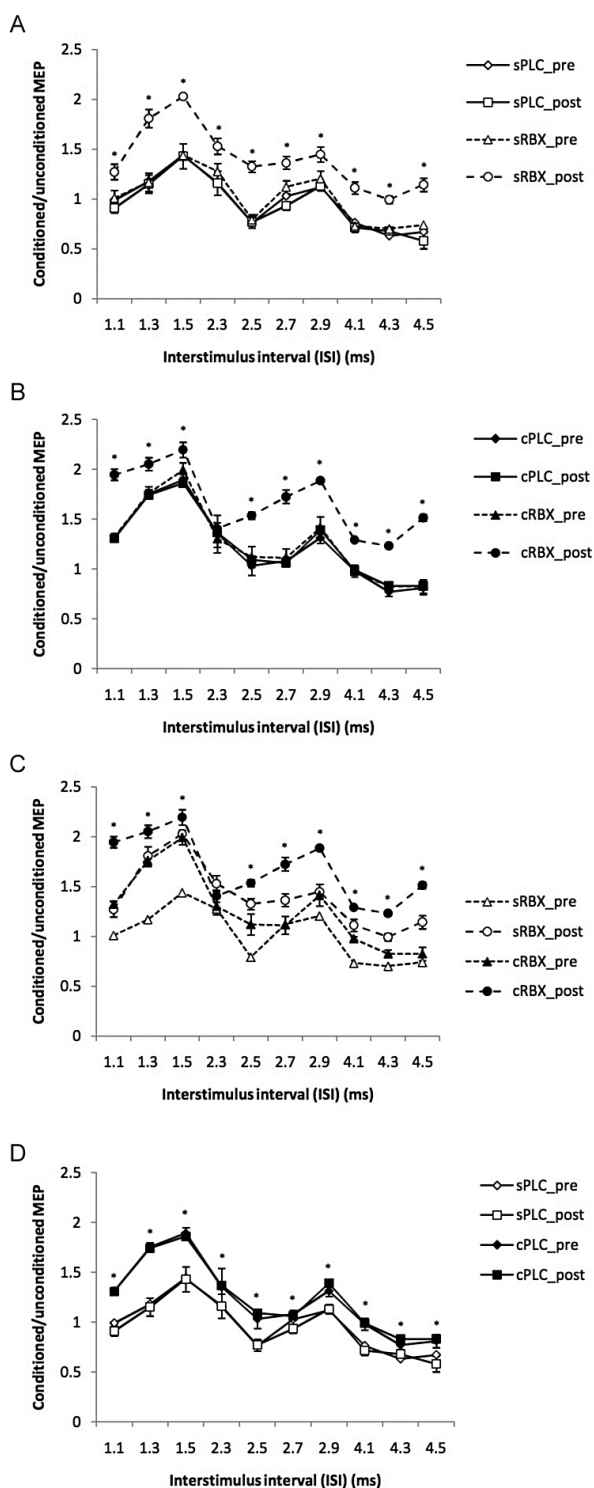 A
Conditioned/unconditioned MEP
2.5
2
1.5
1
0.5
0
* * * * * * * * * *
1.1 1.3 1.5 2.3 2.5 2.7 2.9 4.1 4.3 4.5
Interstimulus interval (ISI) (ms)
sPLC_pre
sPLC_post
sRBX_pre
sRBX_post
B
Conditioned/unconditioned MEP
2.5
2
1.5
1
0.5
0
* * * * * * * * *
1.1 1.3 1.5 2.3 2.5 2.7 2.9 4.1 4.3 4.5
Interstimulus interval (ISI) (ms)
cPLC_pre
cPLC_post
cRBX_pre
cRBX_post
C
Conditioned/unconditioned MEP
2.5
2
1.5
1
0.5
0
* * * * * * * * * *
1.1 1.3 1.5 2.3 2.5 2.7 2.9 4.1 4.3 4.5
Interstimulus interval (ISI) (ms)
sRBX_pre
sRBX_post
cRBX_pre
cRBX_post
D
Conditioned/unconditioned MEP
2.5
2
1.5
1
0.5
0
* * * * * * * * * *
1.1 1.3 1.5 2.3 2.5 2.7 2.9 4.1 4.3 4.5
Interstimulus interval (ISI) (ms)
sPLC_pre
sPLC_post
cPLC_pre
cPLC_post